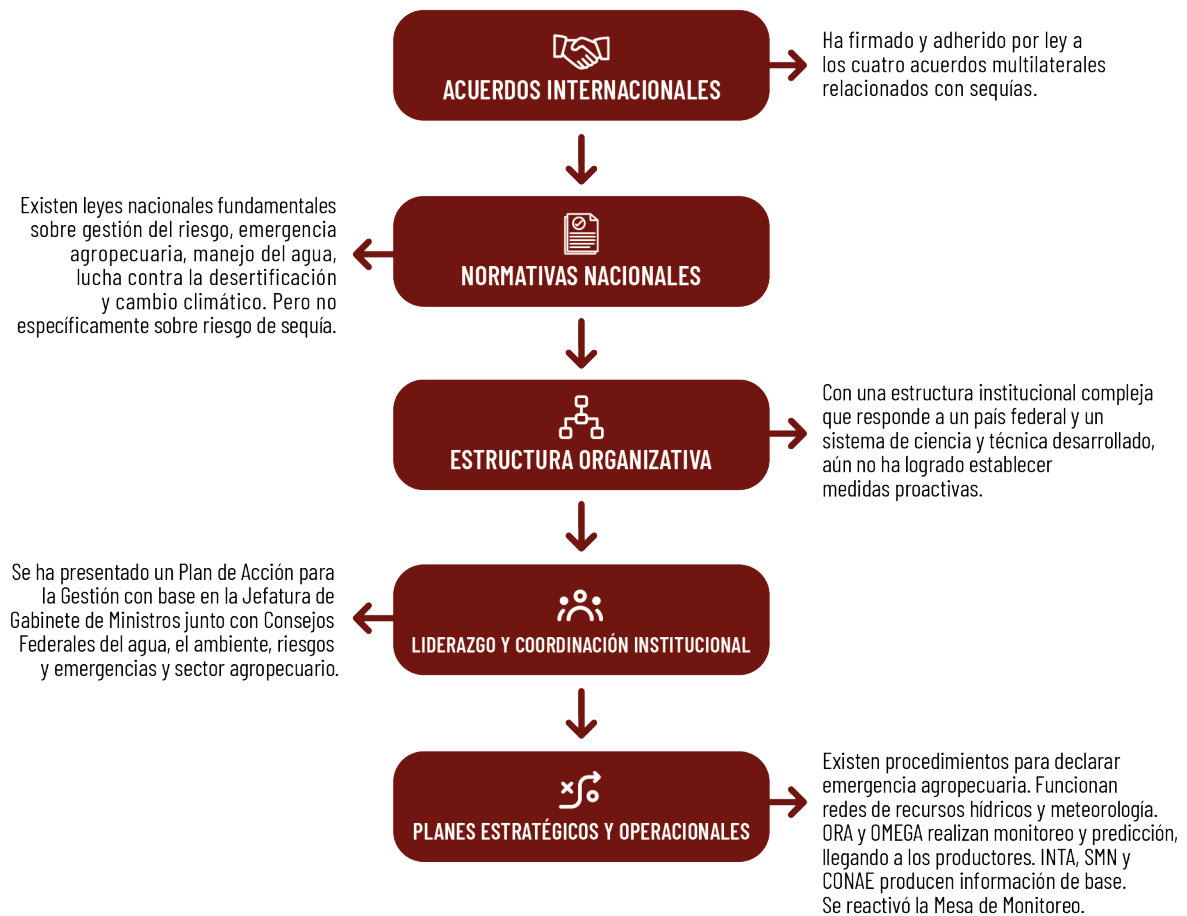 ACUERDOS INTERNACIONALES
Ha firmado y adherido por ley a
los cuatro acuerdos multilaterales
relacionados con sequías.
NORMATIVAS NACIONALES
Existen leyes nacionales fundamentales
sobre gestión del riesgo, emergencia
agropecuaria, manejo del agua,
lucha contra la desertificación
y cambio climático. Pero no
específicamente sobre riesgo de sequía.
ESTRUCTURA ORGANIZATIVA
Con una estructura institucional compleja
que responde a un país federal y un
sistema de ciencia y técnica desarrollado,
aún no ha logrado establecer
medidas proactivas.
LIDERAZGO Y COORDINACIÓN INSTITUCIONAL
Se ha presentado un Plan de Acción para
la Gestión con base en la Jefatura de
Gabinete de Ministros junto con Consejos
Federales del agua, el ambiente, riesgos
y emergencias y sector agropecuario.
PLANES ESTRATÉGICOS Y OPERACIONALES
Existen procedimientos para declarar
emergencia agropecuaria. Funcionan
redes de recursos hídricos y meteorología.
ORA y OMEGA realizan monitoreo y predicción,
llegando a los productores. INTA, SMN y
CONAE producen información de base.
Se reactivó la Mesa de Monitoreo.